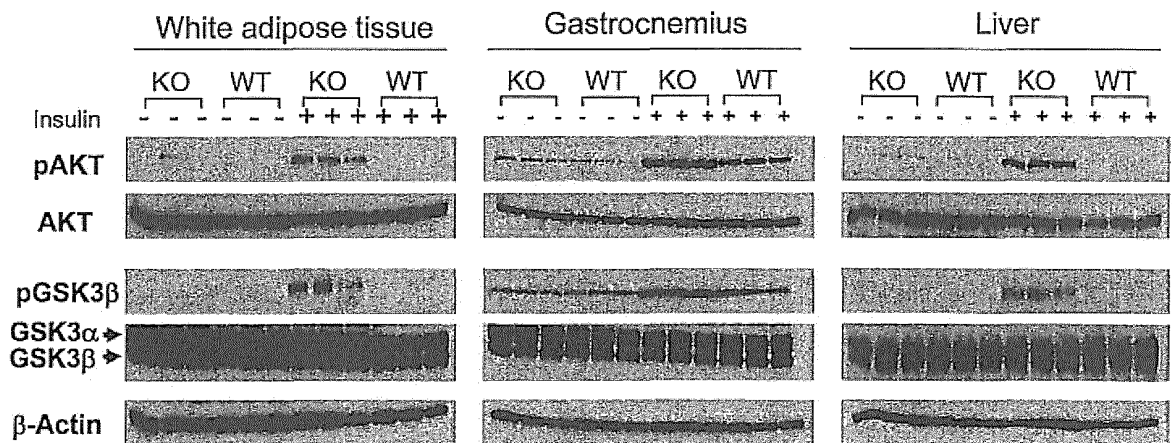 White adipose tissue Gastrocnemius Liver
KO WT KO WT KO WT KO WT KO WT KO WT
Insulin - - - - - - + + + + + + - - - - - - + + + + + + - - - - - - + + + + + +
pAKT
AKT
pGSK3β
GSK3α
GSK3β
β-Actin